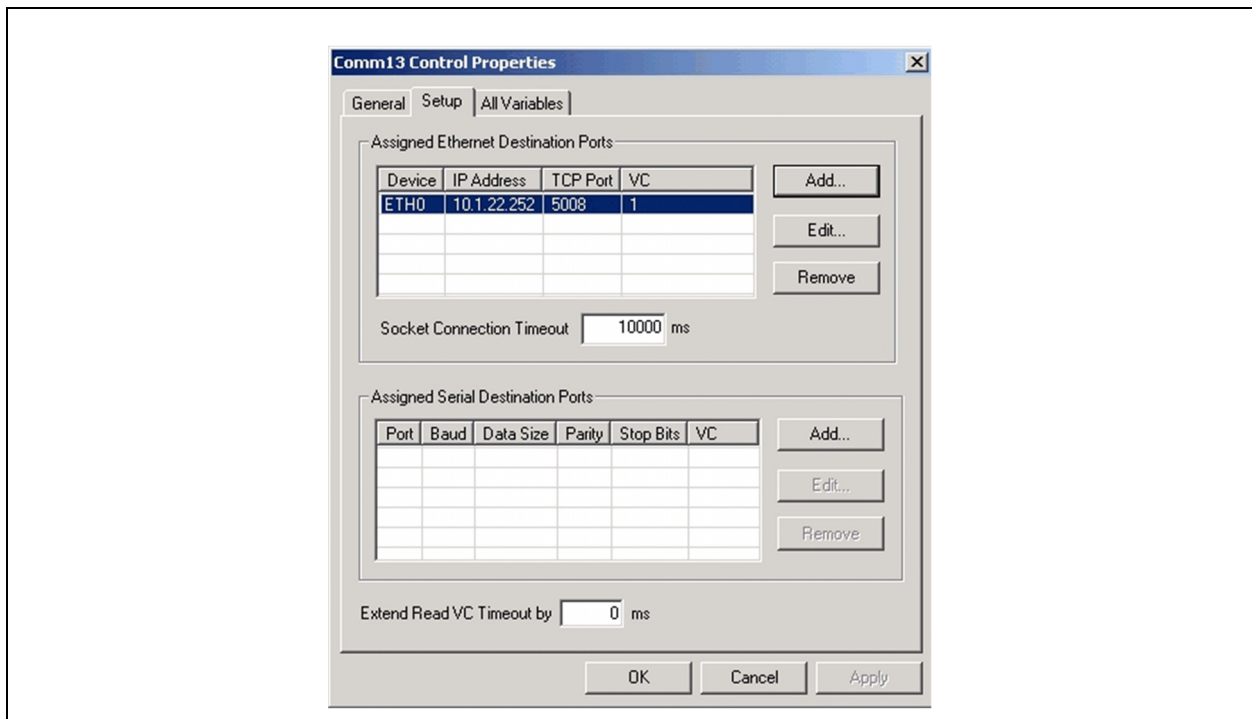 Comm13 Control Properties
General Setup All Variables
Assigned Ethernet Destination Ports
Device IP Address TCP Port VC
ETH0 10.1.22.252 5008 1
Add...
Edit...
Remove
Socket Connection Timeout 10000 ms
Assigned Serial Destination Ports
Port Baud Data Size Parity Stop Bits VC
Add...
Edit...
Remove
Extend Read VC Timeout by 0 ms
OK Cancel Apply